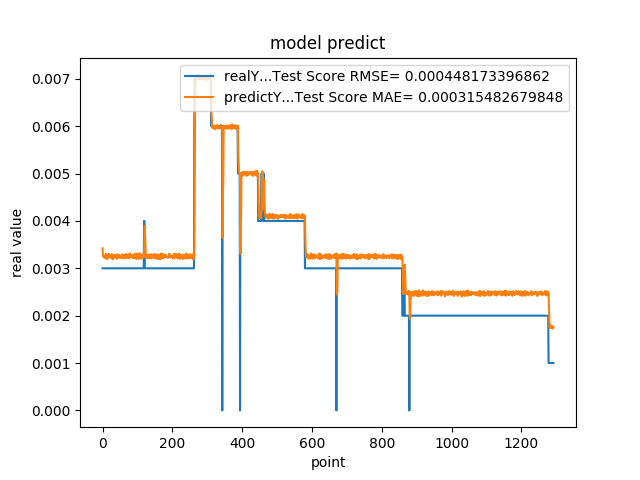 model predict
realY...Test Score RMSE= 0.000448173396862
predictY...Test Score MAE= 0.000315482679848
0.007
0.006
0.005
0.004
0.003
0.002
0.001
0.000
real value
0 200 400 600 800 1000 1200
point